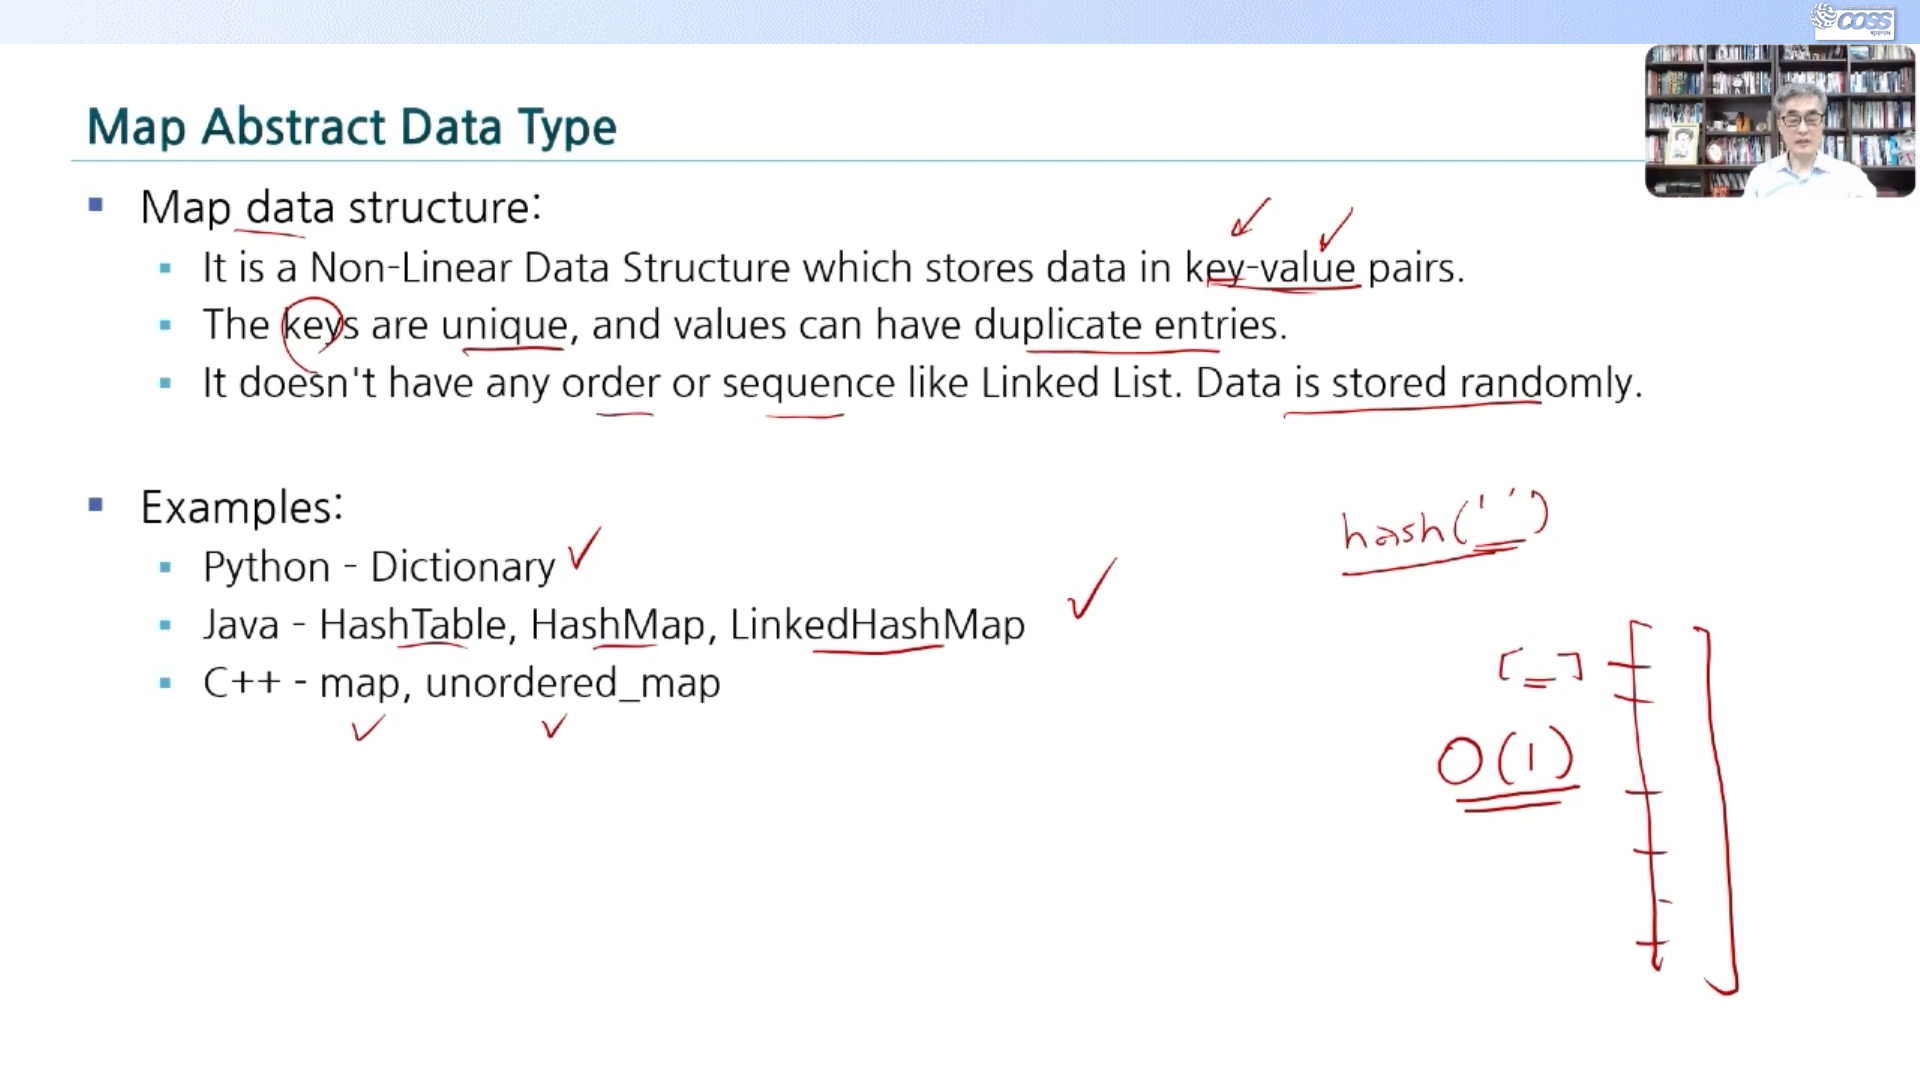 COSS
Map Abstract Data Type
Map data structure:
It is a Non-Linear Data Structure which stores data in key-value pairs.
The keys are unique, and values can have duplicate entries.
It doesn't have any order or sequence like Linked List. Data is stored randomly.
Examples:
Python - Dictionary
Java - HashTable, HashMap, LinkedHashMap
C++ - map, unordered_map
hash(' ')
[_]
O(1)